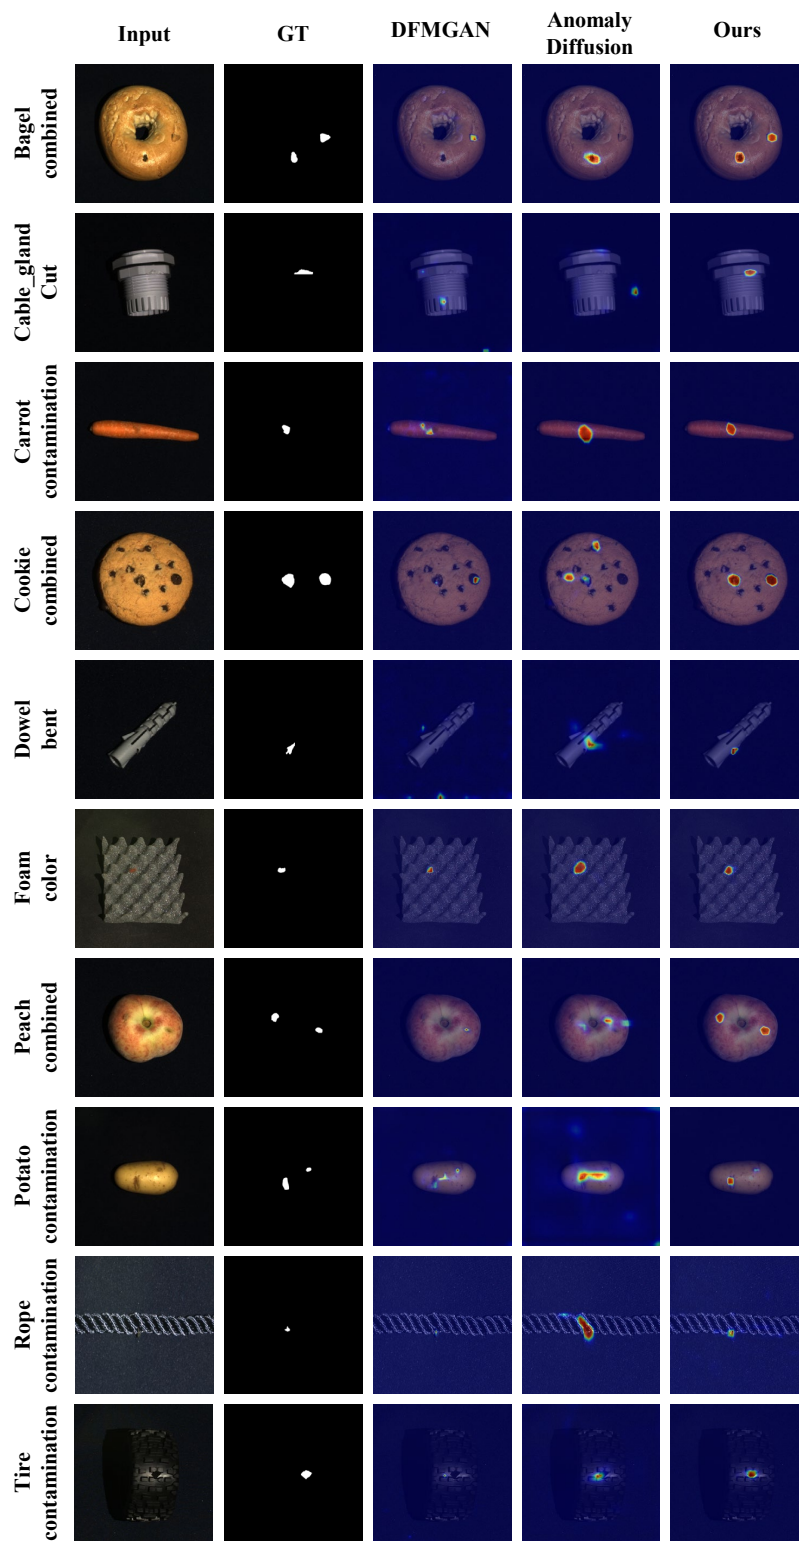 Input GT DFMGAN Anomaly Diffusion Ours
Bagel
combined
Cable_gland
Cut
Carrot
contamination
Cookie
combined
Dowel
bent
Foam
color
Peach
combined
Potato
contamination
Rope
contamination
Tire
contamination